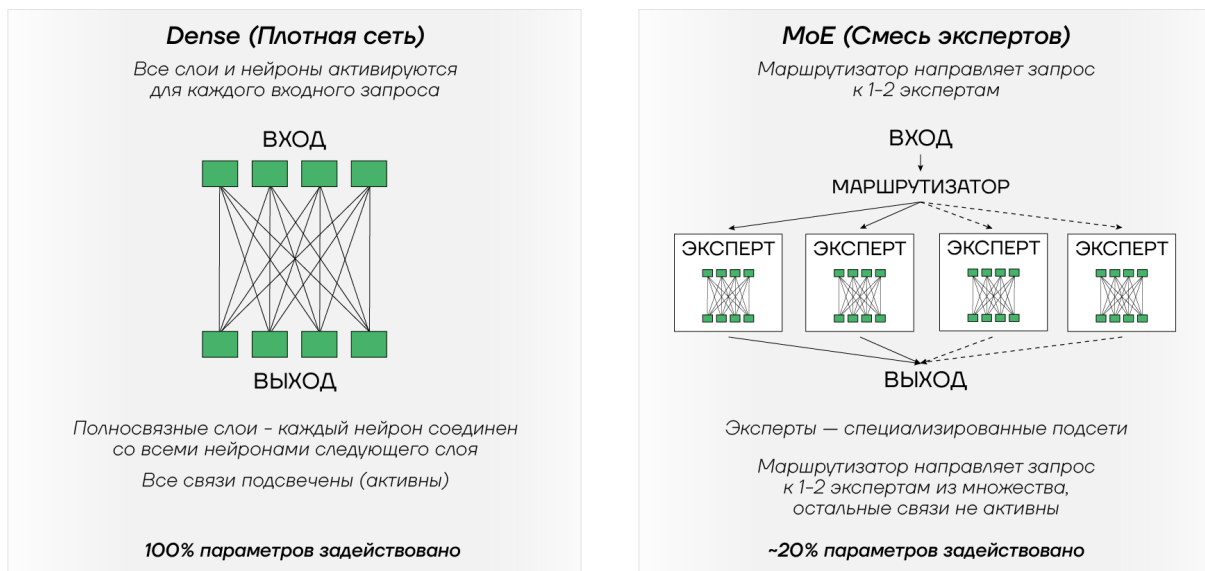 Dense (Плотная сеть)
Все слои и нейроны активируются
для каждого входного запроса
ВХОД
ВЫХОД
Полносвязные слои - каждый нейрон соединен
со всеми нейронами следующего слоя
Все связи подсвечены (активны)
100% параметров задействовано
MoE (Смесь экспертов)
Маршрутизатор направляет запрос
к 1-2 экспертам
ВХОД
МАРШРУТИЗАТОР
ЭКСПЕРТ
ЭКСПЕРТ
ЭКСПЕРТ
ЭКСПЕРТ
ВЫХОД
Эксперты — специализированные подсети
Маршрутизатор направляет запрос
к 1-2 экспертам из множества,
остальные связи не активны
~20% параметров задействовано